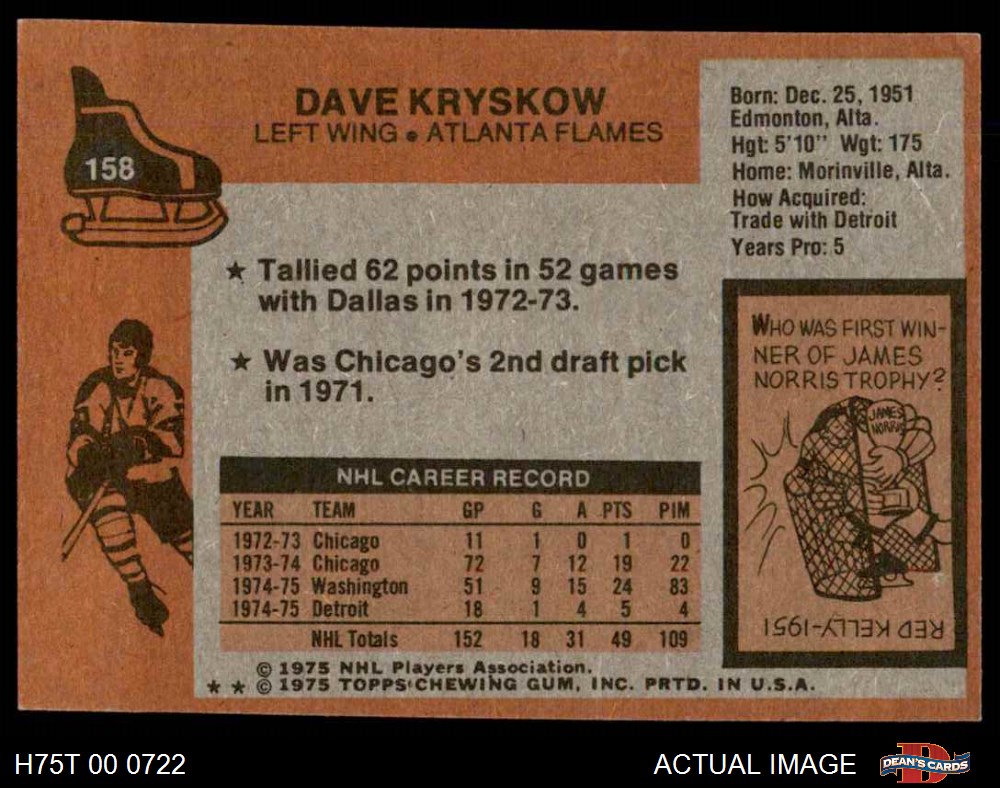 158
DAVE KRYSKOW
LEFT WING • ATLANTA FLAMES
Born: Dec. 25, 1951
Edmonton, Alta.
Hgt: 5'10'' Wgt: 175
Home: Morinville, Alta.
How Acquired:
Trade with Detroit
Years Pro: 5
★ Tallied 62 points in 52 games
with Dallas in 1972-73.
★ Was Chicago's 2nd draft pick
in 1971.
NHL CAREER RECORD
YEAR TEAM GP G A PTS PIM
1972-73 Chicago 11 1 0 1 0
1973-74 Chicago 72 7 12 19 22
1974-75 Washington 51 9 15 24 83
1974-75 Detroit 18 1 4 5 4
NHL Totals 152 18 31 49 109
© 1975 NHL Players Association.
★ ★ © 1975 TOPPS CHEWING GUM, INC. PRTD. IN U.S.A.
WHO WAS FIRST WIN-
NER OF JAMES
NORRIS TROPHY?
JAMES
NORRIS
RED KELLY-1951
H75T 00 0722
ACTUAL IMAGE
D
DEAN'S CARDS